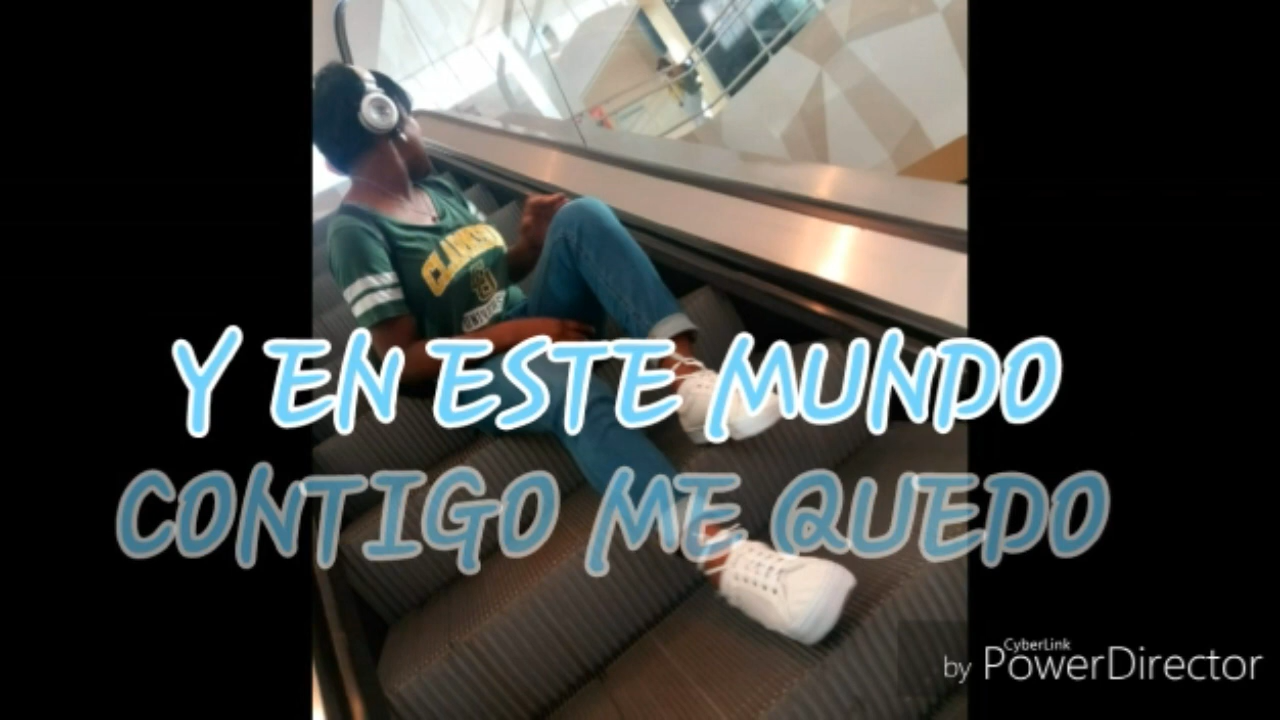 Y EN ESTE MUNDO
CONTIGO ME QUEDO
CyberLink
by PowerDirector